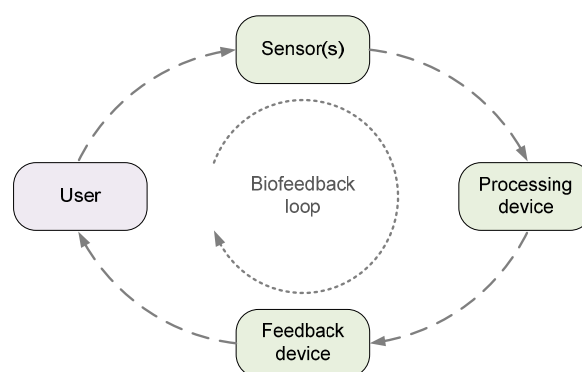 Sensor(s)
User
Biofeedback
loop
Processing
device
Feedback
device